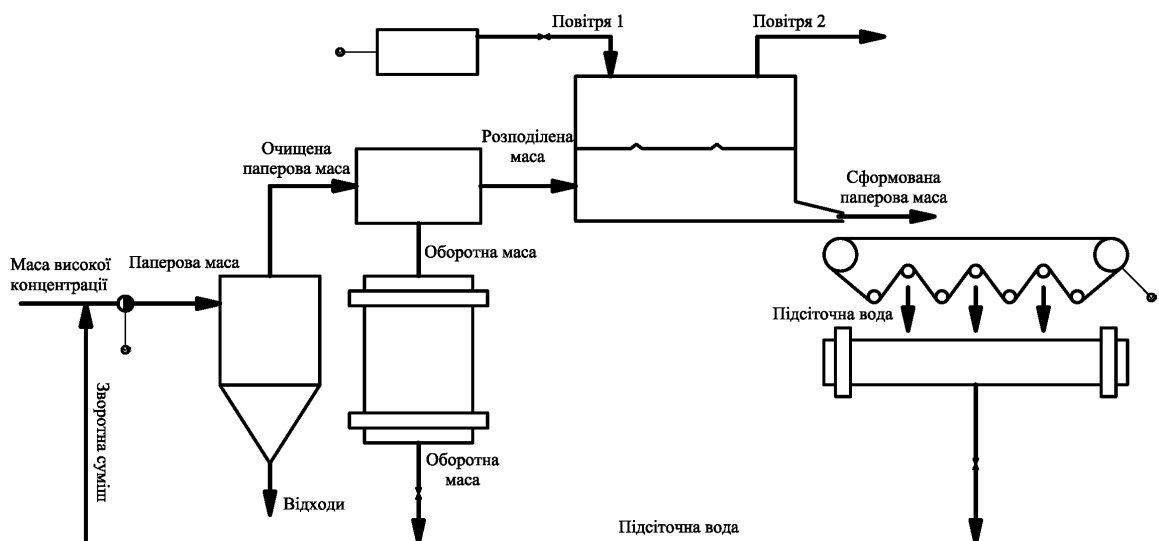 Повітря 1
Повітря 2
Очищена
паперова маса
Розподілена
маса
Сформована
паперова маса
Маса високої
концентрації
Паперова маса
Оборотна маса
Підсіточна вода
Зворотна суміш
Оборотна
маса
Відходи
Підсіточна вода